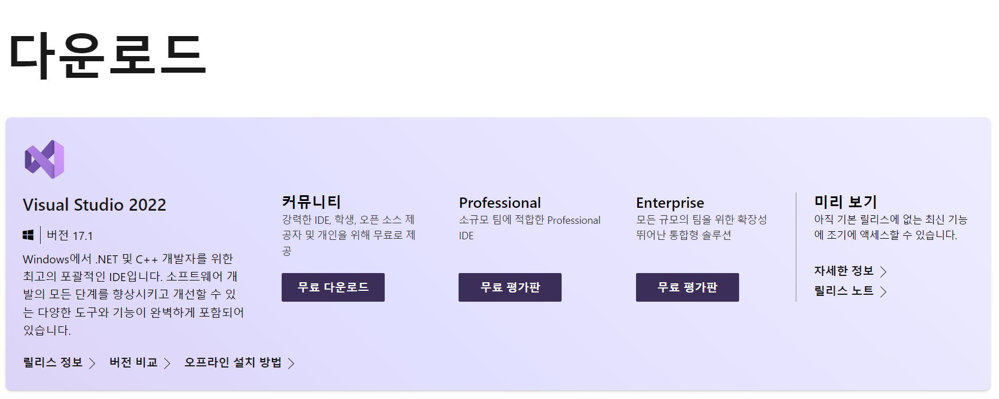 다운로드
Visual Studio 2022
버전 17.1
Windows에서 .NET 및 C++ 개발자를 위한
최고의 포괄적인 IDE입니다. 소프트웨어 개
발의 모든 단계를 향상시키고 개선할 수 있
는 다양한 도구와 기능이 완벽하게 포함되어
있습니다.
커뮤니티
강력한 IDE, 학생, 오픈 소스 제
공자 및 개인을 위해 무료로 제
공
무료 다운로드
Professional
소규모 팀에 적합한 Professional
IDE
무료 평가판
Enterprise
모든 규모의 팀을 위한 확장성
뛰어난 통합형 솔루션
무료 평가판
미리 보기
아직 기본 릴리스에 없는 최신 기능
에 조기에 액세스할 수 있습니다.
자세한 정보
릴리스 노트
릴리스 정보 버전 비교 오프라인 설치 방법